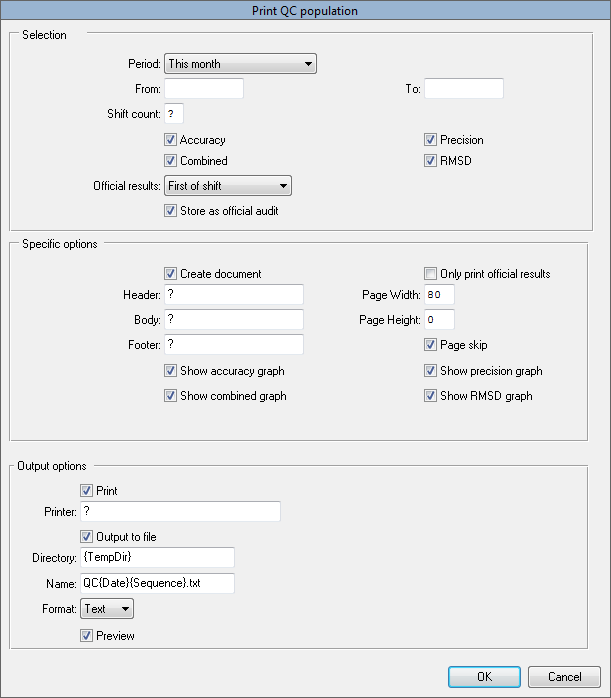 Print QC population
Selection
Period: This month
From: To:
Shift count: ?
Accuracy Precision
Combined RMSD
Official results: First of shift
Store as official audit
Specific options
Create document Only print official results
Header: ? Page Width: 80
Body: ? Page Height: 0
Footer: ? Page skip
Show accuracy graph Show precision graph
Show combined graph Show RMSD graph
Output options
Print
Printer: ?
Output to file
Directory: {TempDir}
Name: QC{Date}{Sequence}.txt
Format: Text
Preview
OK Cancel